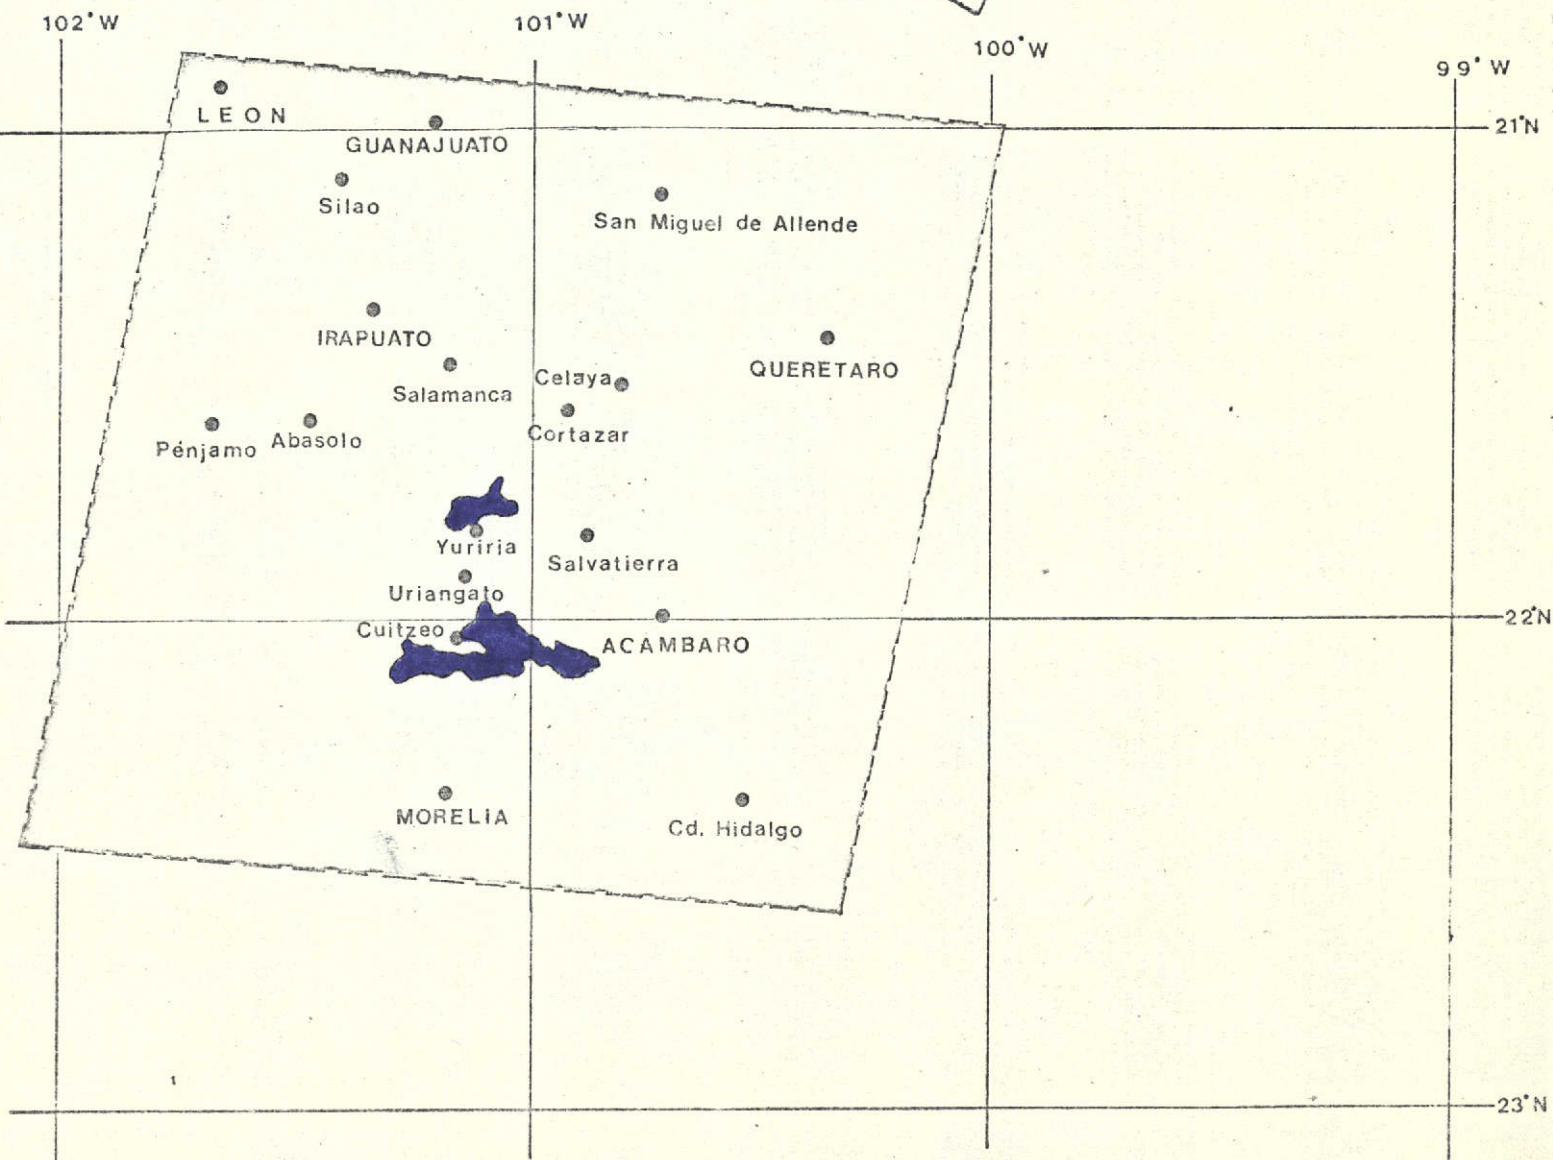 102°W
101°W
100°W
99°W
LEON
21°N
GUANAJUATO
Silao
San Miguel de Allende
IRAPUATO
QUERETARO
Salamanca
Celaya
Cortazar
Pénjamo
Abasolo
Yuriria
Salvatierra
Uriangato
22°N
Cuitzeo
ACAMBARO
MORELIA
Cd. Hidalgo
23°N